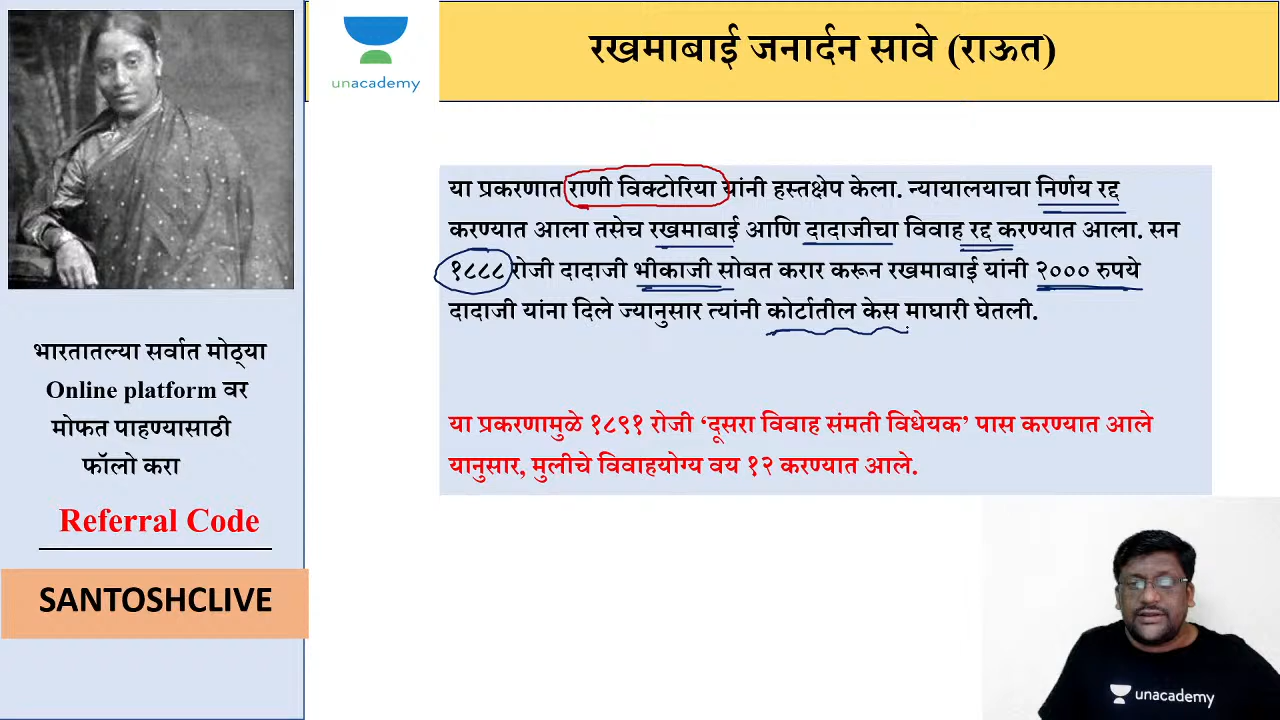 unacademy
रखमाबाई जनार्दन सावे (राऊत)
या प्रकरणात राणी विक्टोरिया यांनी हस्तक्षेप केला. न्यायालयाचा निर्णय रद्द
करण्यात आला तसेच रखमाबाई आणि दादाजीचा विवाह रद्द करण्यात आला. सन
१८८८ रोजी दादाजी भीकाजी सोबत करार करून रखमाबाई यांनी २००० रुपये
दादाजी यांना दिले ज्यानुसार त्यांनी कोर्टातील केस माघारी घेतली.
या प्रकरणामुळे १८९१ रोजी ‘दूसरा विवाह संमती विधेयक’ पास करण्यात आले
यानुसार, मुलीचे विवाहयोग्य वय १२ करण्यात आले.
भारतातल्या सर्वात मोठ्या
Online platform वर
मोफत पाहण्यासाठी
फॉलो करा
Referral Code
SANTOSHCLIVE
unacademy